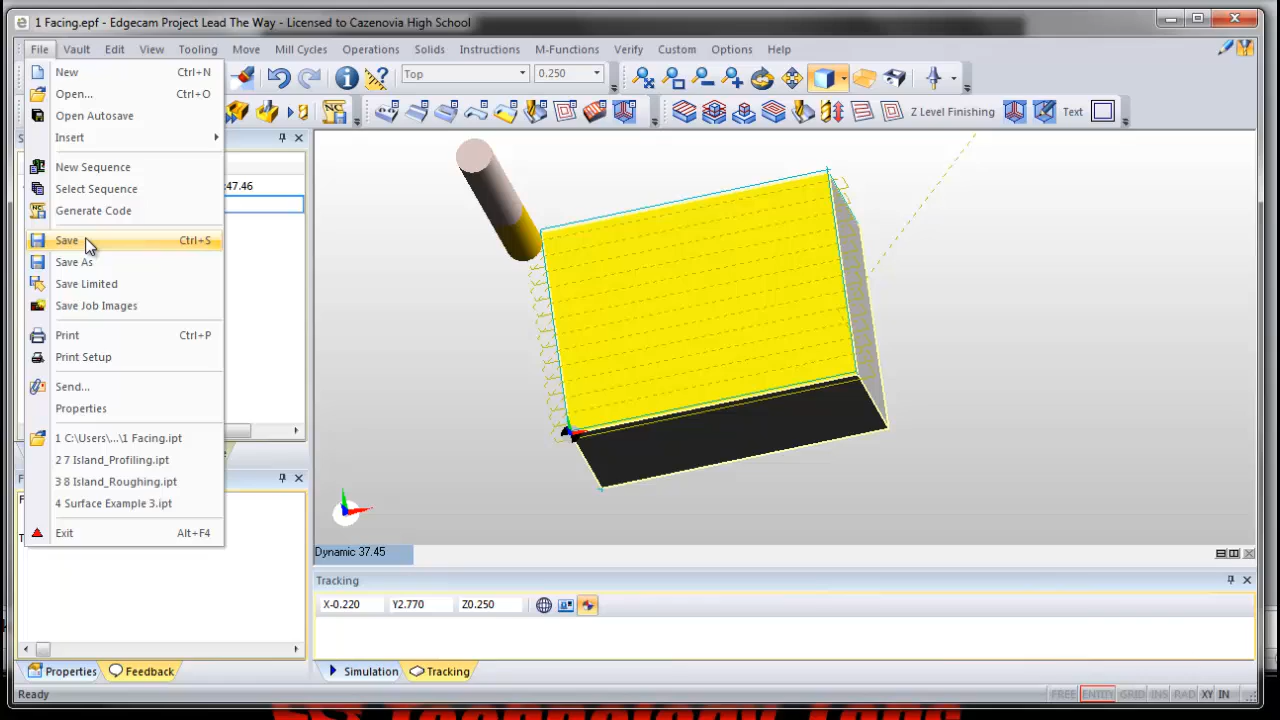 1 Facing.epf - Edgecam Project Lead The Way - Licensed to Cazenovia High School
File Vault Edit View Tooling Move Mill Cycles Operations Solids Instructions M-Functions Verify Custom Options Help
New Ctrl+N
Top 0.250
Open... Ctrl+O
Open Autosave
Z Level Finishing Text
Insert
New Sequence
Select Sequence
:47.46
Generate Code
Save Ctrl+S
Save As
Save Limited
Save Job Images
Print Ctrl+P
Print Setup
Send...
Properties
1 C:\Users\...\1 Facing.ipt
2 7 Island_Profiling.ipt
3 8 Island_Roughing.ipt
4 Surface Example 3.ipt
Exit Alt+F4
Dynamic 37.45
Tracking
X-0.220 Y2.770 Z0.250
Properties Feedback Simulation Tracking
Ready FREE ENTITY GRID INS RAD XY IN